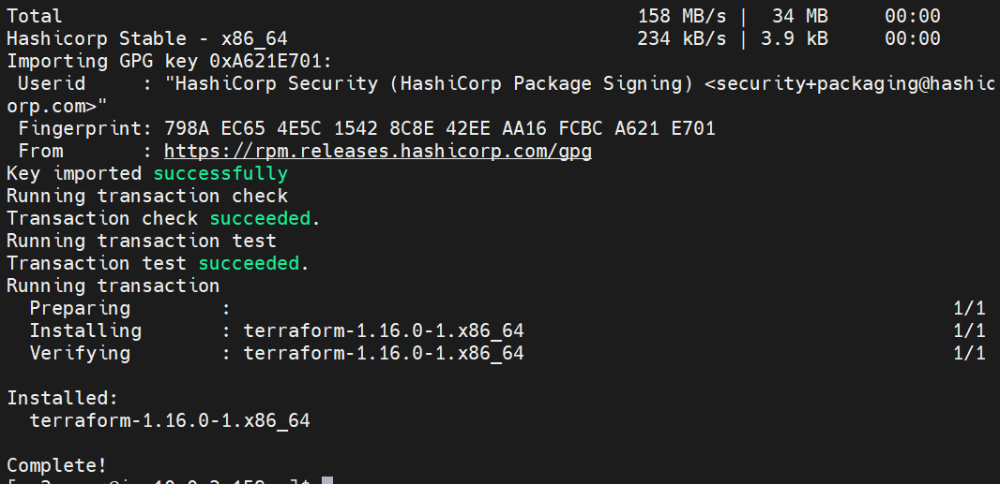 Total 158 MB/s | 34 MB 00:00
Hashicorp Stable - x86_64 234 kB/s | 3.9 kB 00:00
Importing GPG key 0xA621E701:
Userid : "HashiCorp Security (HashiCorp Package Signing) <security+packaging@hashic
orp.com>"
Fingerprint: 798A EC65 4E5C 1542 8C8E 42EE AA16 FCBC A621 E701
From : https://rpm.releases.hashicorp.com/gpg
Key imported successfully
Running transaction check
Transaction check succeeded.
Running transaction test
Transaction test succeeded.
Running transaction
Preparing : 1/1
Installing : terraform-1.16.0-1.x86_64 1/1
Verifying : terraform-1.16.0-1.x86_64 1/1
Installed:
terraform-1.16.0-1.x86_64
Complete!